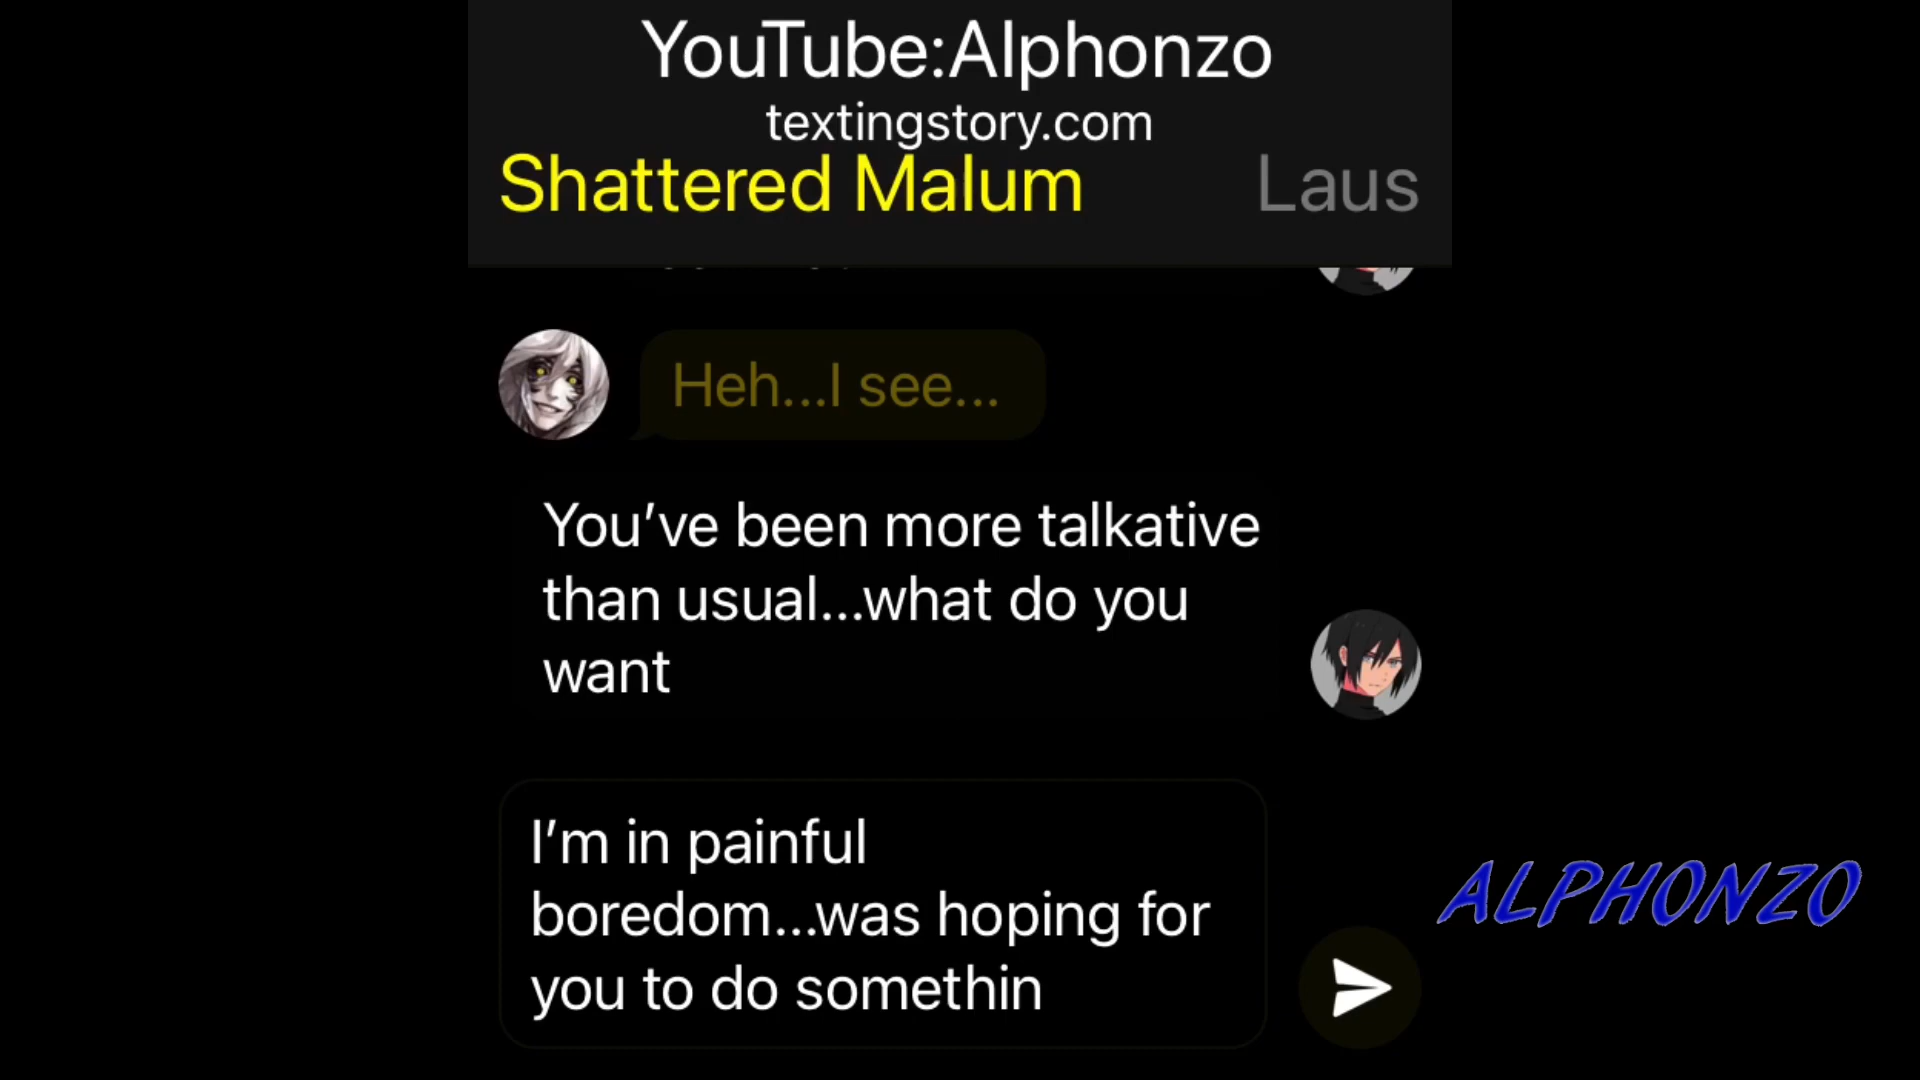 YouTube:Alphonzo
textingstory.com
Shattered Malum
Laus
Heh...I see...
You’ve been more talkative
than usual...what do you
want
I’m in painful
boredom...was hoping for
you to do somethin
ALPHONZO